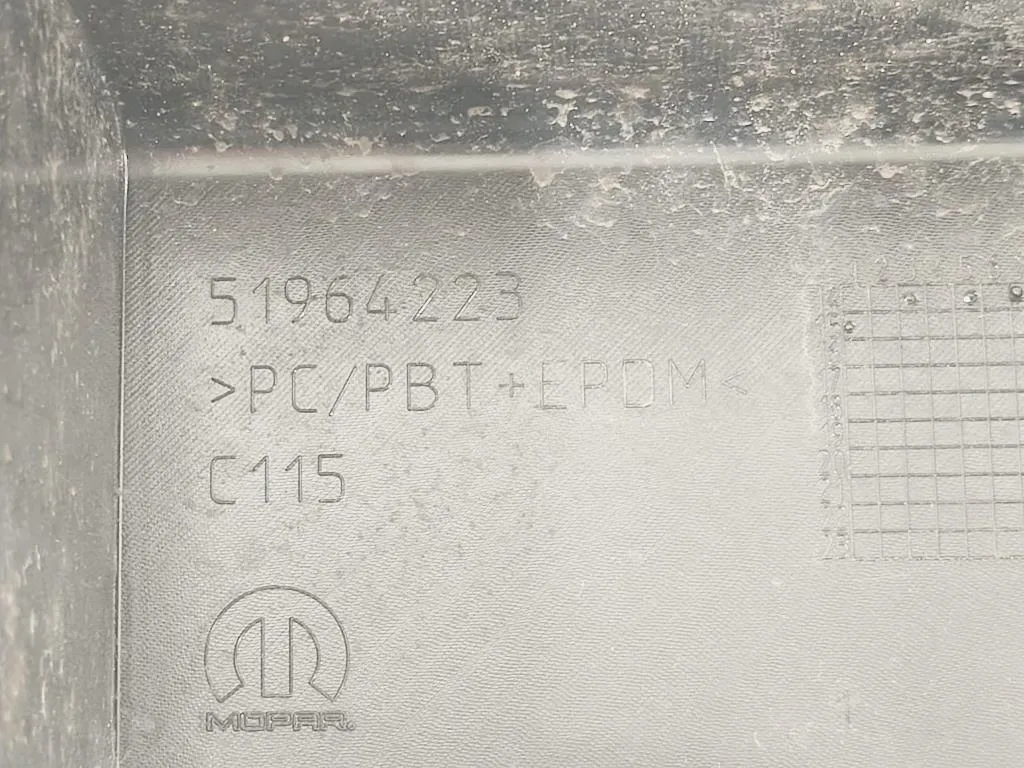 51964223
>PC/PBT+EPDM<
C115
MOPAR.